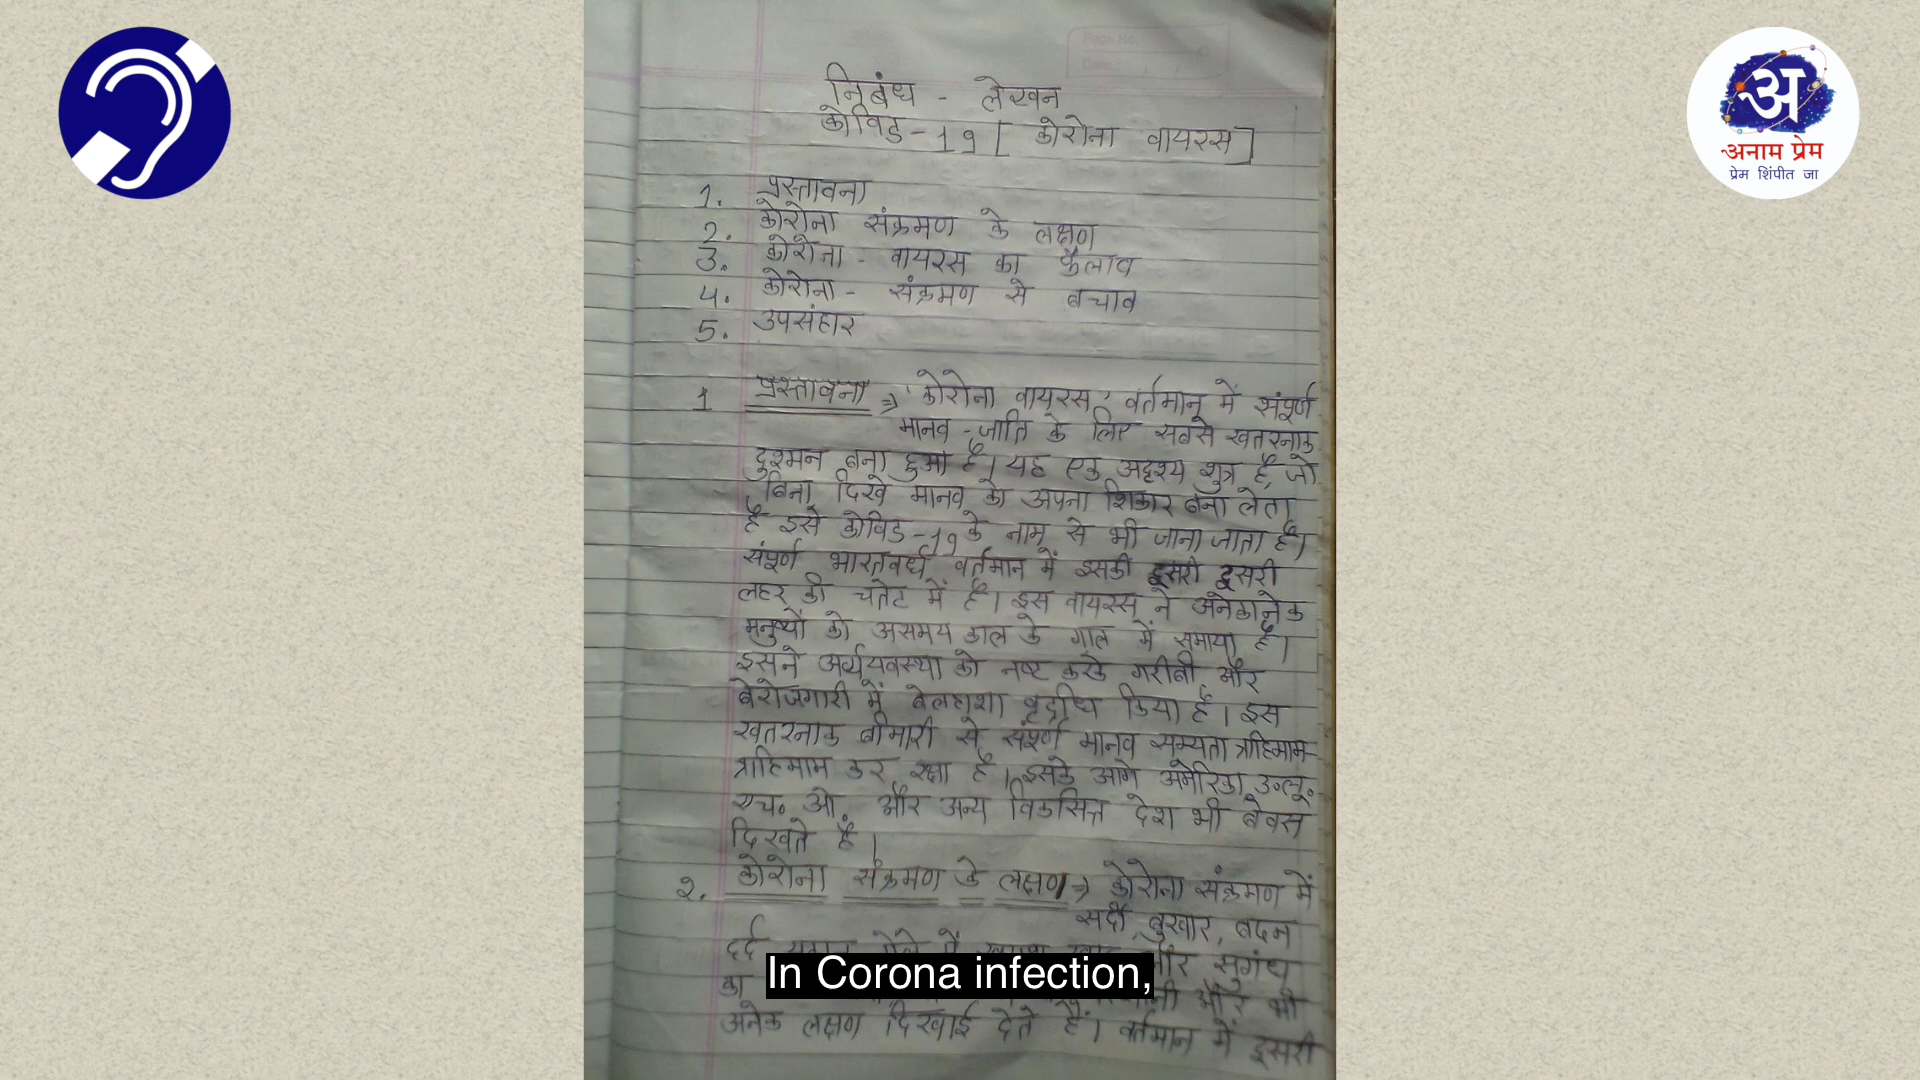 अ
अनाम प्रेम
प्रेम शिंपीत जा
निबंध - लेखन
कोविड - 19 [ कोरोना वायरस ]
1. प्रस्तावना
2. कोरोना संक्रमण के लक्षण
3. कोरोना - वायरस का फैलाव
4. कोरोना - संक्रमण से बचाव
5. उपसंहार
1 प्रस्तावना ⇒ 'कोरोना वायरस' वर्तमान में संपूर्ण
मानव - जाति के लिए सबसे खतरनाक
दुश्मन बना हुआ है। यह एक अदृश्य शुत्र है, जो
बिना दिखे मानव को अपना शिकार बना लेता
है इसे कोविड - 19 के नाम से भी जाना जाता है।
संपूर्ण भारतवर्ष वर्तमान में इसकी दूसरी दूसरी
लहर की चपेट में है। इस वायरस ने अनेकानेक
मनुष्यों को असमय काल के गाल में समाया है।
इसने अर्थव्यवस्था को नष्ट करके गरीबी और
बेरोजगारी में बेतहाशा वृद्धि किया है। इस
खतरनाक बीमारी से संपूर्ण मानव सभ्यता त्राहिमाम-
त्राहिमाम कर रहा है। इसके आगे अमेरिका, डब्लू.
एच. ओ. और अन्य विकसित देश भी बेवस
दिखते हैं।
२. कोरोना संक्रमण के लक्षण ⇒ कोरोना संक्रमण में
सर्दी, बुखार, बदन
दर्द और सुगंध
का और भी
अनेक लक्षण दिखाई देते हैं। वर्तमान में इसरी
In Corona infection,